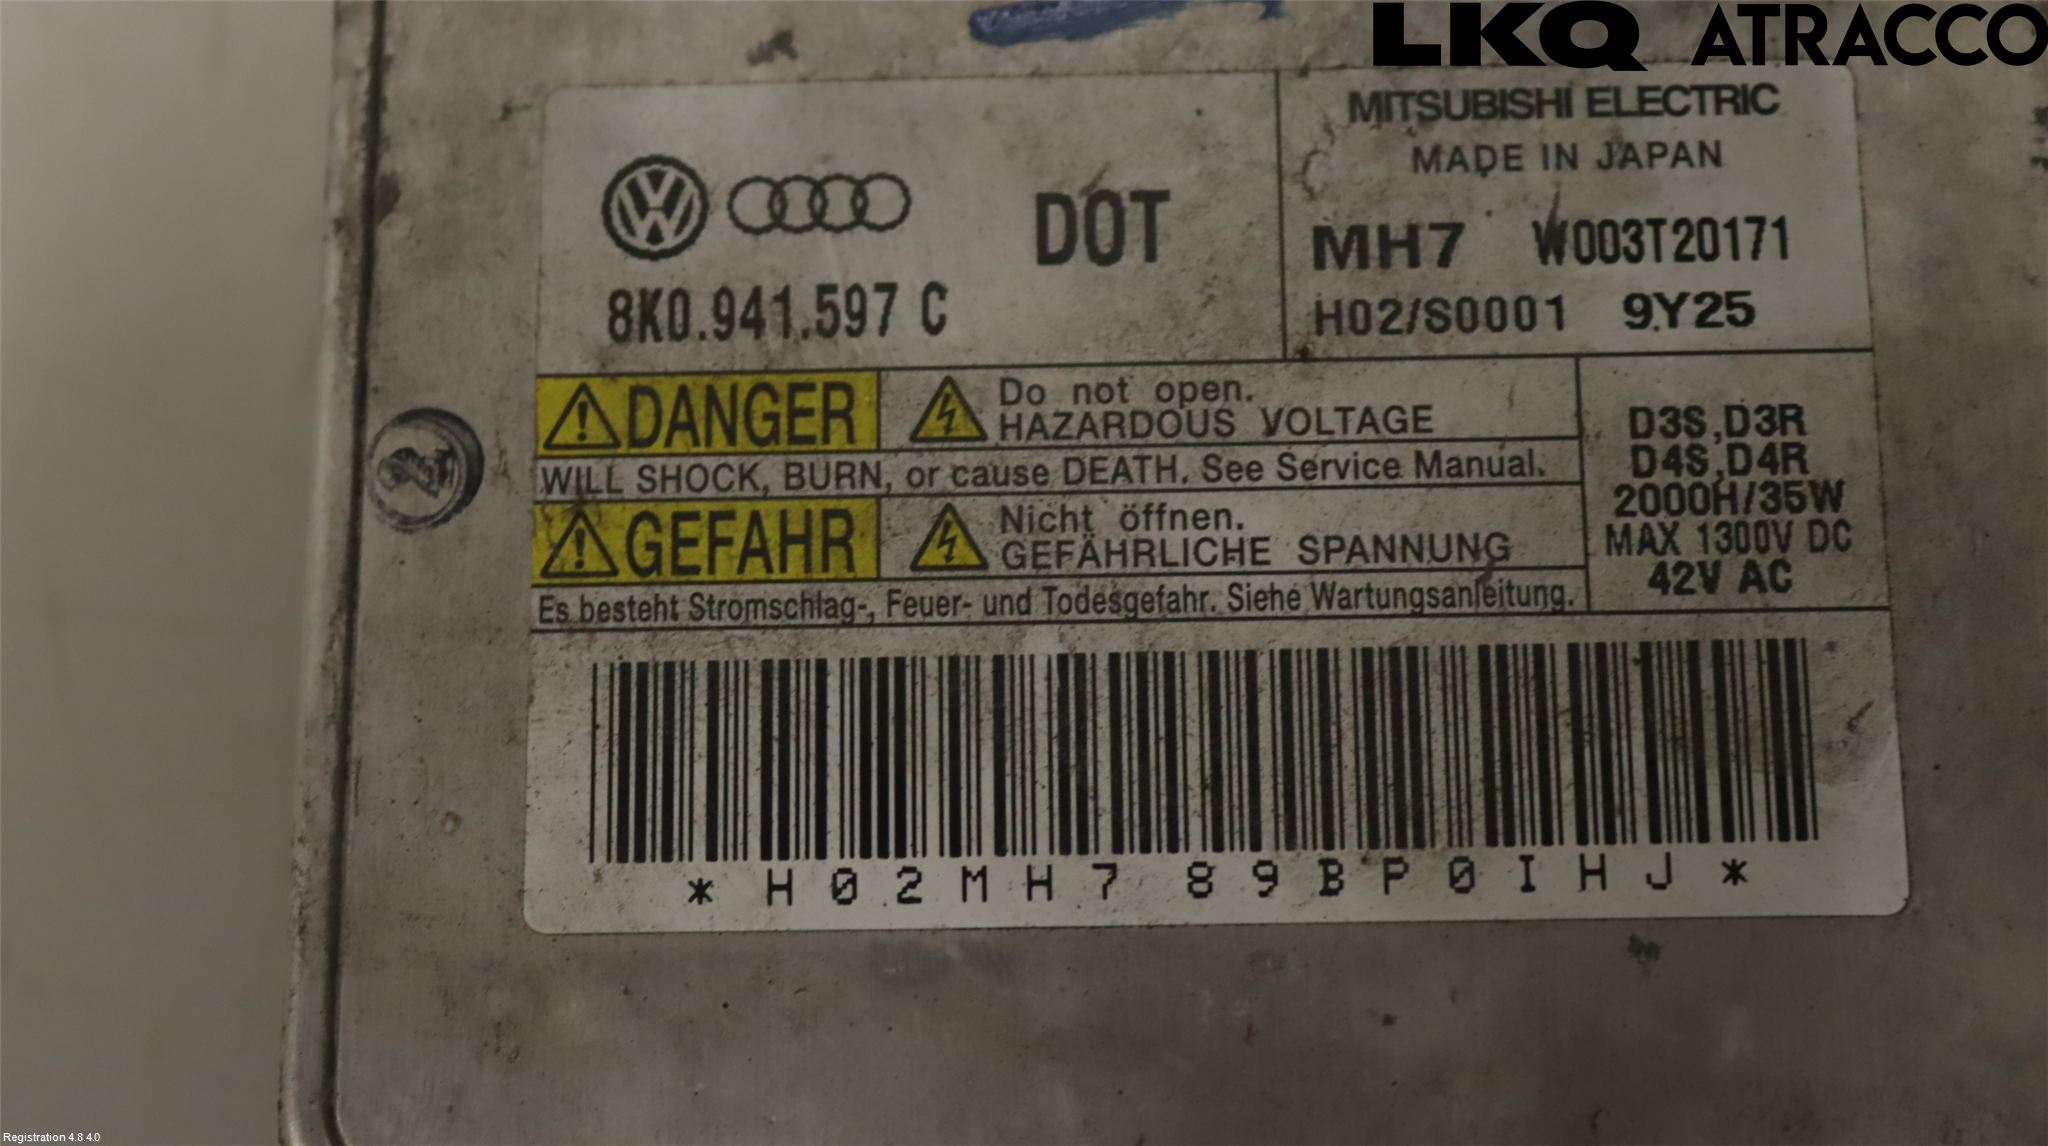 LKQ ATRACCO
MITSUBISHI ELECTRIC
MADE IN JAPAN
DOT
MH7 W003T20171
8K0.941.597 C
H02/S0001 9Y25
DANGER
Do not open.
HAZARDOUS VOLTAGE
WILL SHOCK, BURN, or cause DEATH. See Service Manual.
GEFAHR
Nicht öffnen.
GEFÄHRLICHE SPANNUNG
Es besteht Stromschlag-, Feuer- und Todesgefahr. Siehe Wartungsanleitung.
D3S,D3R
D4S,D4R
2000H/35W
MAX 1300V DC
42V AC
*H02MH789BP0IHJ*
Registration 4.8.4.0